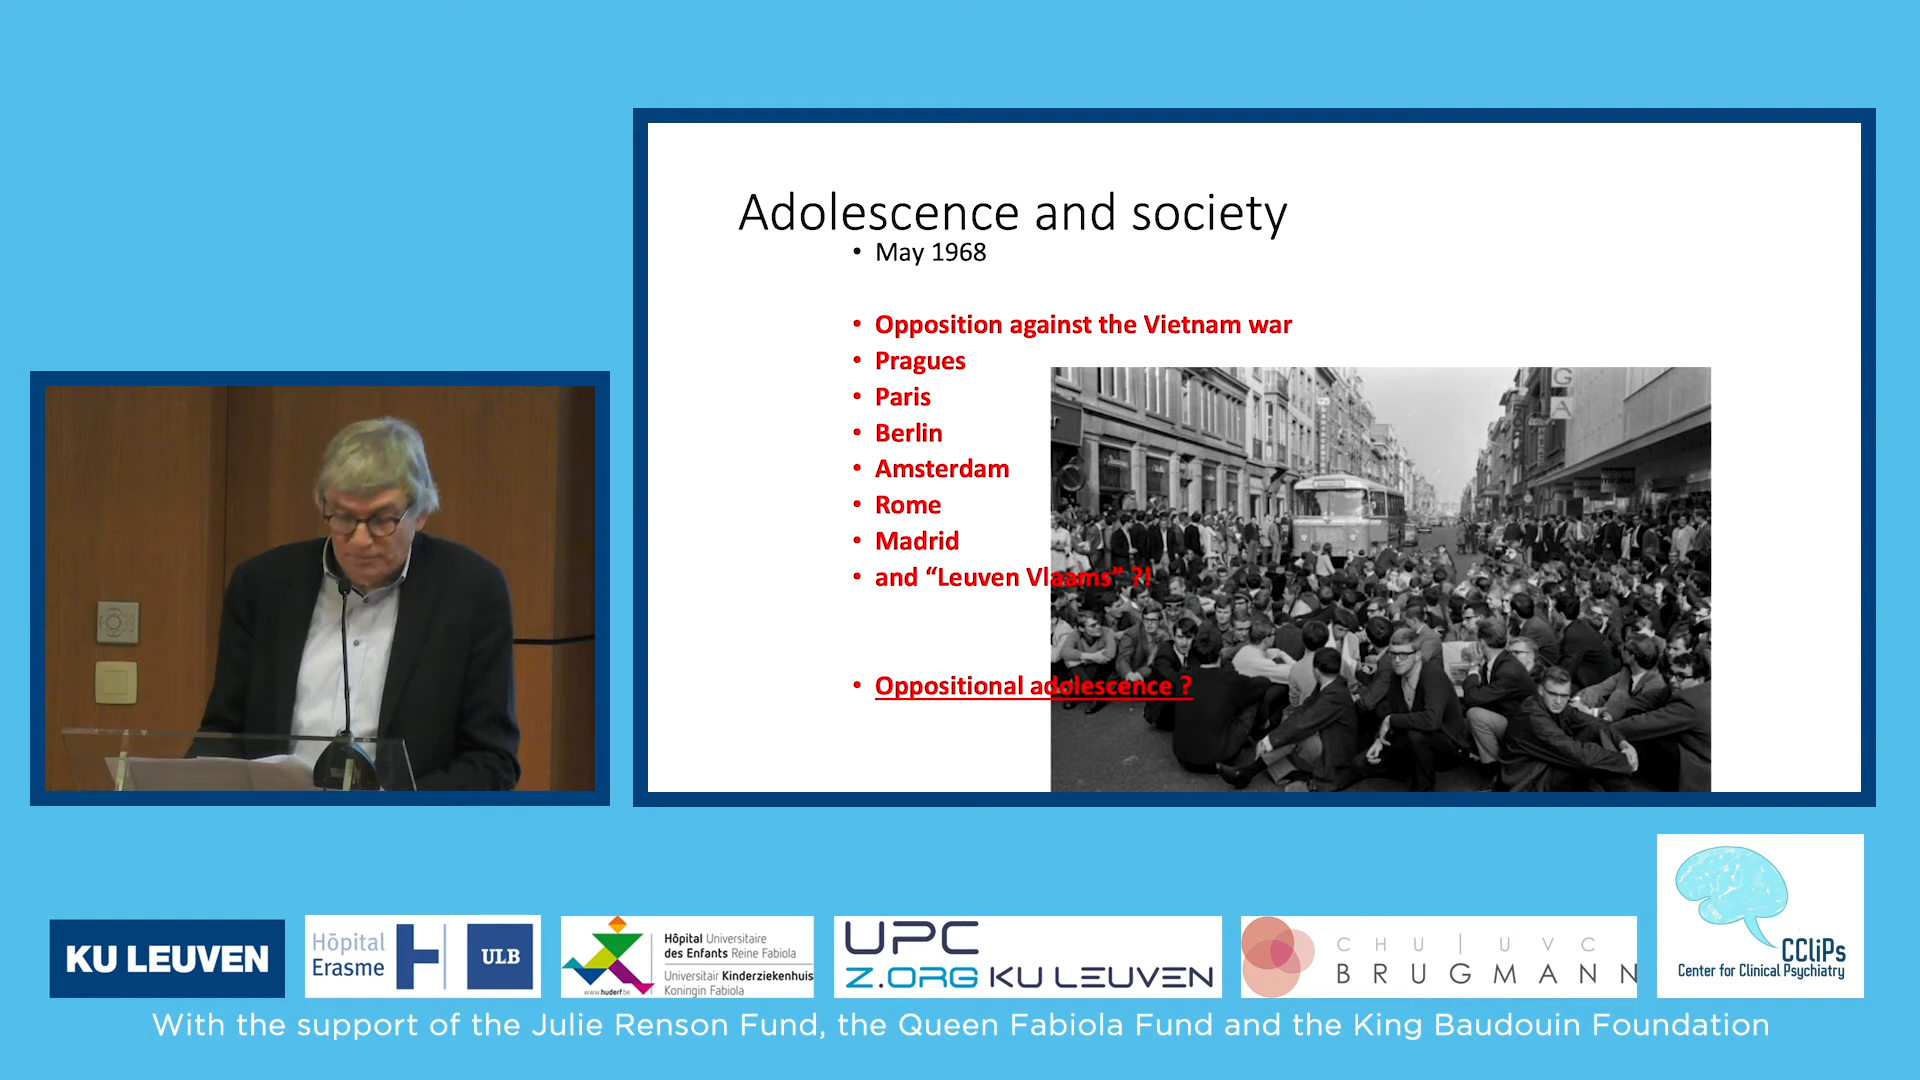 Adolescence and society
• May 1968
• Opposition against the Vietnam war
• Pragues
• Paris
• Berlin
• Amsterdam
• Rome
• Madrid
• and “Leuven Vlaams” ?!
• Oppositional adolescence ?
G
A
KU LEUVEN
Hôpital
Erasme
ULB
Hôpital Universitaire
des Enfants Reine Fabiola
Universitair Kinderziekenhuis
Koningin Fabiola
www.huderf.be
UPC
Z.ORG KU LEUVEN
CHU | UVC
BRUGMANN
CCliPs
Center for Clinical Psychiatry
With the support of the Julie Renson Fund, the Queen Fabiola Fund and the King Baudouin Foundation